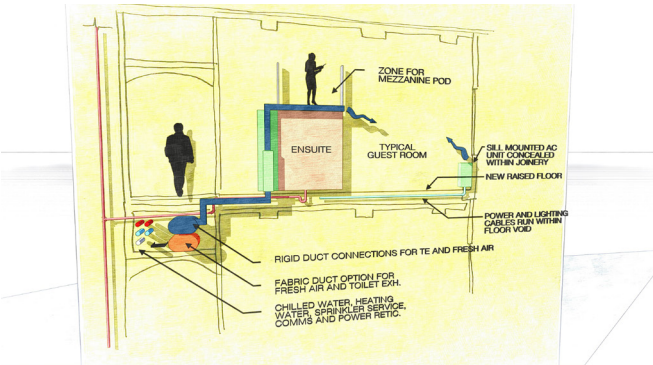 ZONE FOR
MEZZANINE POD
ENSUITE
TYPICAL
GUEST ROOM
SILL MOUNTED AC
UNIT CONCEALED
WITHIN JOINERY
NEW RAISED FLOOR
POWER AND LIGHTING
CABLES RUN WITHIN
FLOOR VOID
RIGID DUCT CONNECTIONS FOR TE AND FRESH AIR
FABRIC DUCT OPTION FOR
FRESH AIR AND TOILET EXH.
CHILLED WATER, HEATING
WATER, SPRINKLER SERVICE,
COMMS AND POWER RETIC.